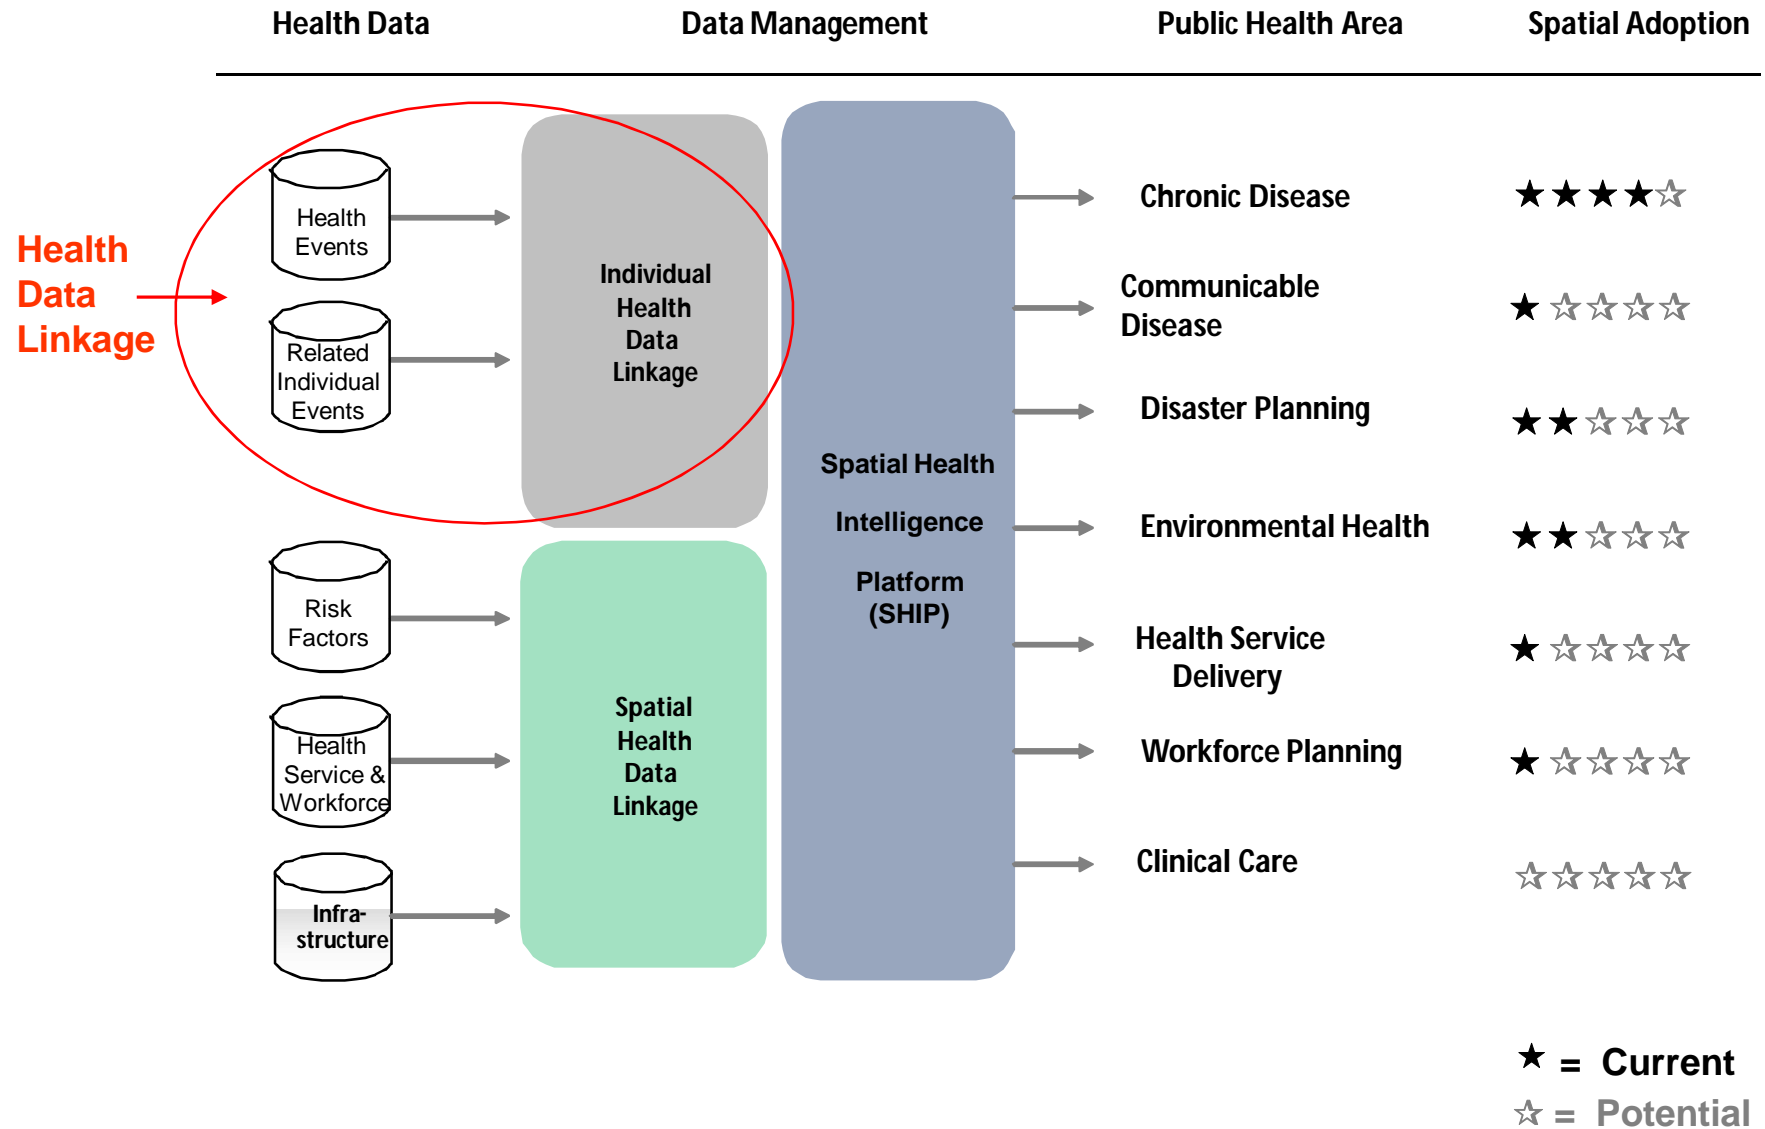 Health Data
Data Management
Public Health Area
Spatial Adoption
Health
Data
Linkage
Health
Events
Related
Individual
Events
Risk
Factors
Health
Service &
Workforce
Infra-
structure
Individual
Health
Data
Linkage
Spatial
Health
Data
Linkage
Spatial Health
Intelligence
Platform
(SHIP)
Chronic Disease
Communicable
Disease
Disaster Planning
Environmental Health
Health Service
Delivery
Workforce Planning
Clinical Care
★★★★☆
★☆☆☆☆
★★☆☆☆
★★☆☆☆
★☆☆☆☆
★☆☆☆☆
☆☆☆☆☆
★ = Current
☆ = Potential